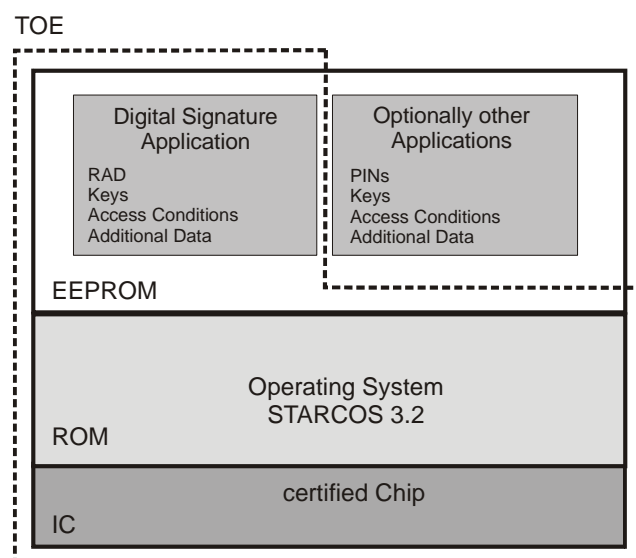 TOE
Digital Signature
Application
RAD
Keys
Access Conditions
Additional Data
Optionally other
Applications
PINs
Keys
Access Conditions
Additional Data
EEPROM
Operating System
STARCOS 3.2
ROM
certified Chip
IC